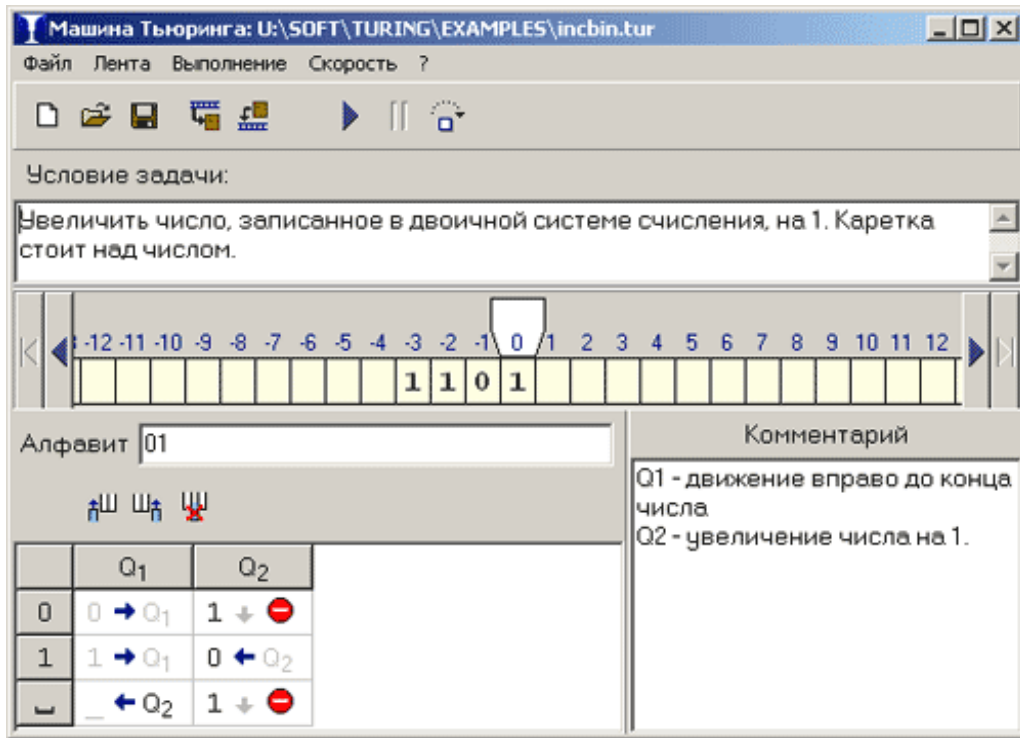 Машина Тьюринга: U:\SOFT\TURING\EXAMPLES\incbin.tur
Файл Лента Выполнение Скорость ?
Условие задачи:
Увеличить число, записанное в двоичной системе счисления, на 1. Каретка
стоит над числом.
-12 -11 -10 -9 -8 -7 -6 -5 -4 -3 -2 -1 0 1 2 3 4 5 6 7 8 9 10 11 12
1 1 0 1
Алфавит 01
Комментарий
Q1 - движение вправо до конца
числа
Q2 - увеличение числа на 1.
Q1 Q2
0 0 → Q1 1 ↓
1 1 → Q1 0 ← Q2
_ ← Q2 1 ↓